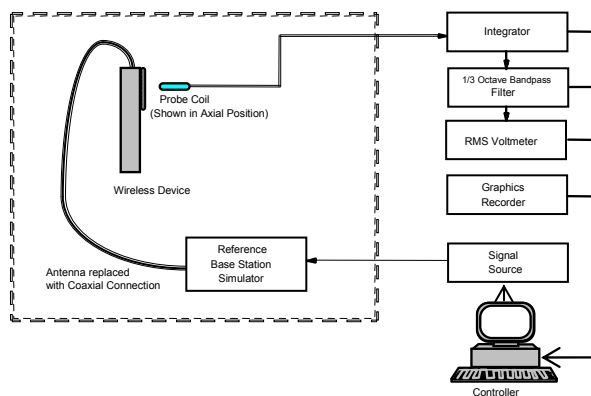 Integrator
1/3 Octave Bandpass
Filter
RMS Voltmeter
Graphics
Recorder
Probe Coil
(Shown in Axial Position)
Wireless Device
Reference
Base Station
Simulator
Antenna replaced
with Coaxial Connection
Signal
Source
Controller